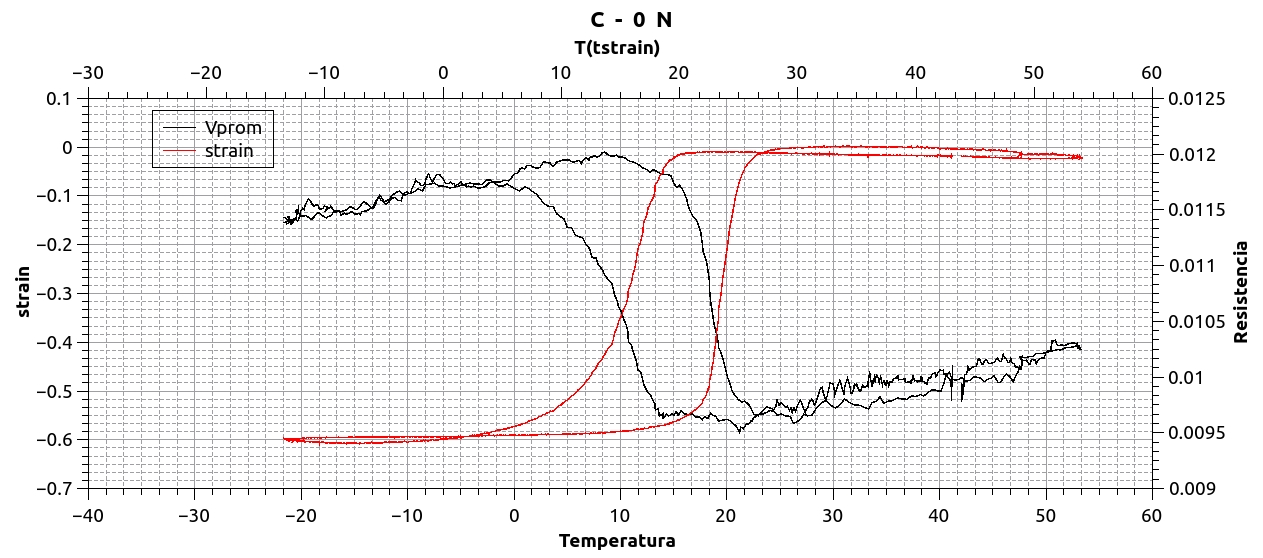 C - 0 N
T(tstrain)
−30 −20 −10 0 10 20 30 40 50 60
0.1 0.0125
Vprom
strain
0 0.012
−0.1 0.0115
−0.2 0.011
−0.3 0.0105
−0.4 0.01
−0.5 0.0095
−0.6 0.009
−0.7
strain
Resistencia
−40 −30 −20 −10 0 10 20 30 40 50 60
Temperatura